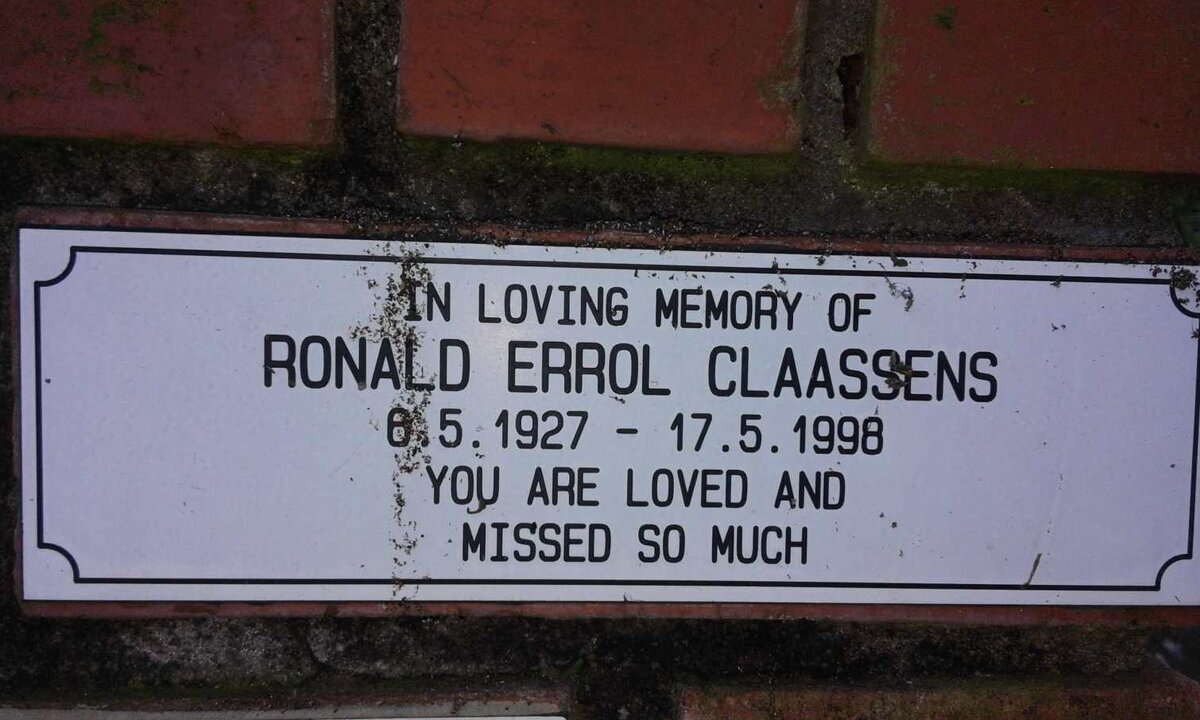 IN LOVING MEMORY OF
RONALD ERROL CLAASSENS
6.5.1927 - 17.5.1998
YOU ARE LOVED AND
MISSED SO MUCH